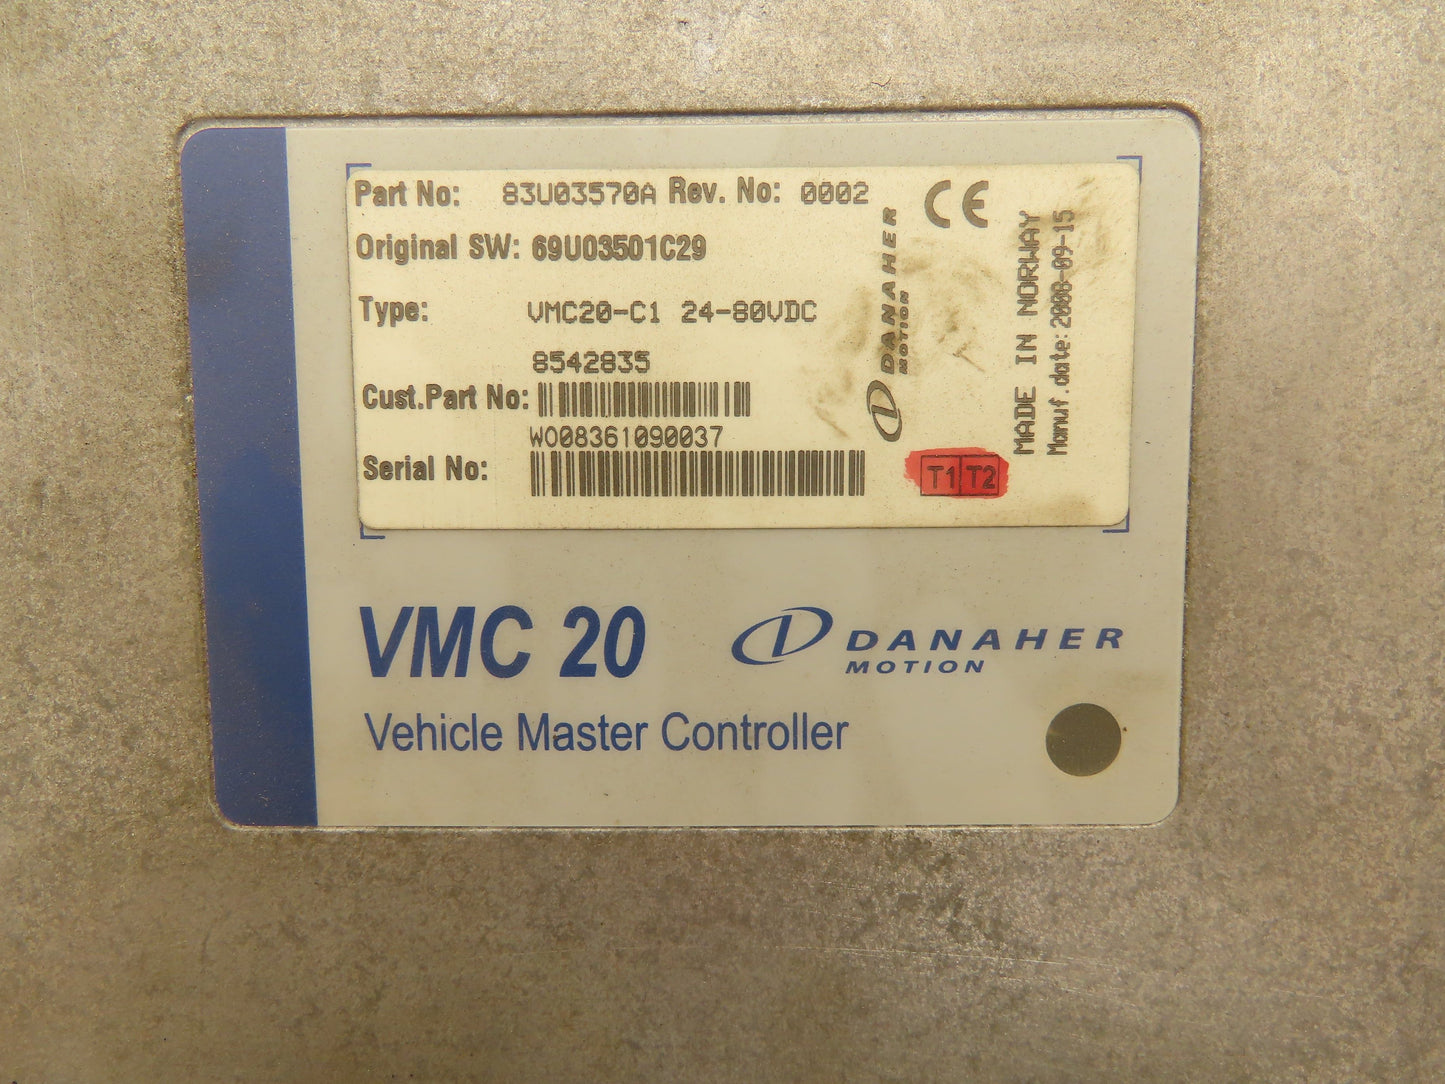 Part No: 83U03570A Rev. No: 0002
Original SW: 69U03501C29
Type: VMC20-C1 24-80VDC
8542835
Cust.Part No:
WO08361090037
Serial No:
DANAHER
MOTION
CE
MADE IN NORWAY
Manuf.date:2008-09-15
T1 T2
VMC 20
DANAHER
MOTION
Vehicle Master Controller